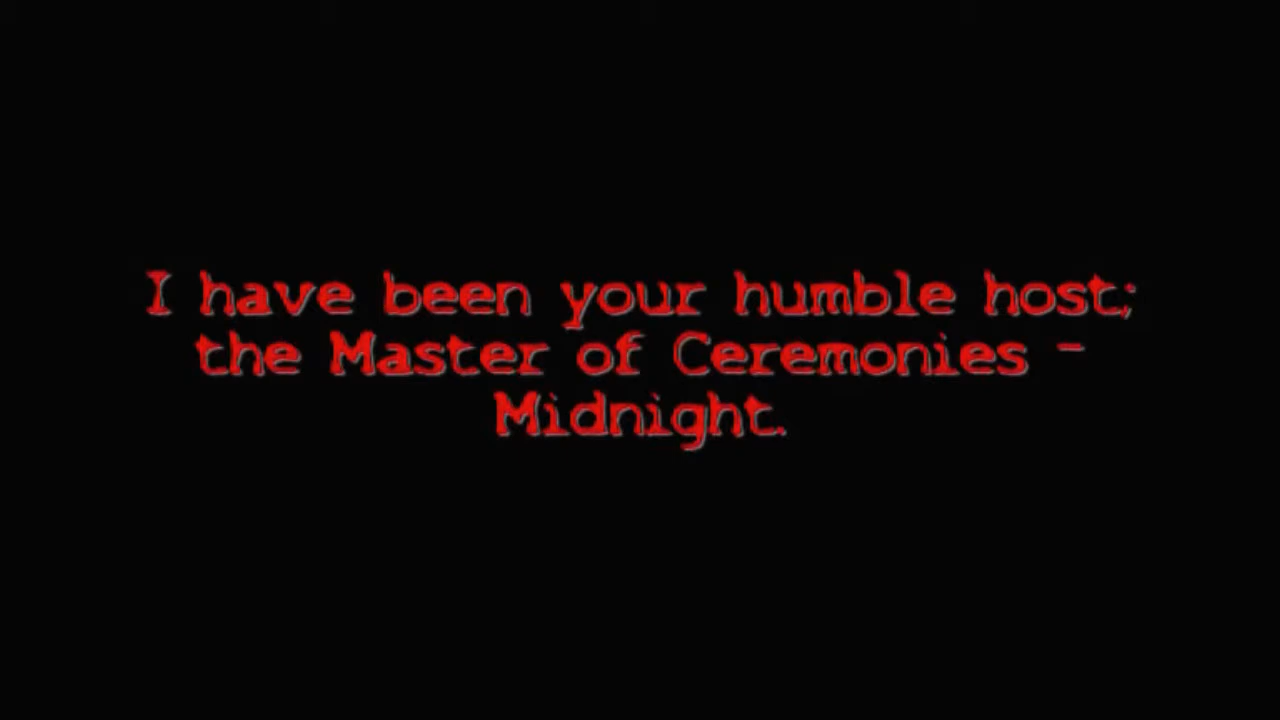 I have been your humble host;
the Master of Ceremonies -
Midnight.